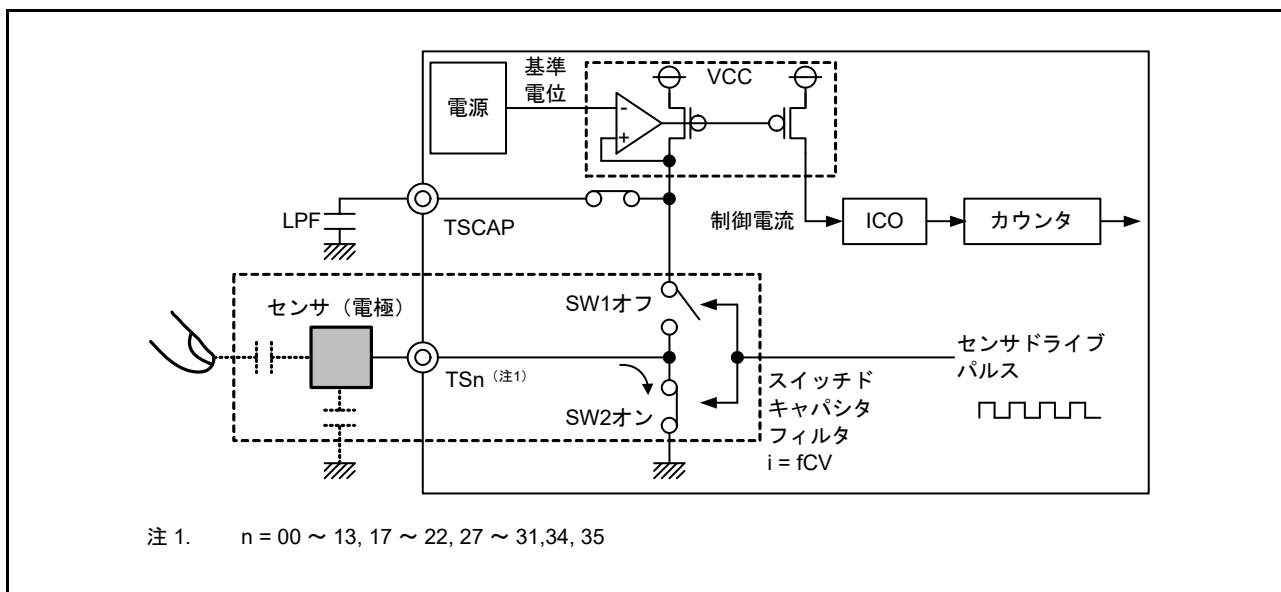 電源
基準
電位
VCC
-
+
LPF
TSCAP
制御電流
ICO
カウンタ
センサ（電極）
SW1オフ
TSn（注1）
SW2オン
スイッチド
キャパシタ
フィルタ
i = fCV
センサドライブ
パルス
注 1. n = 00 ～ 13, 17 ～ 22, 27 ～ 31,34, 35